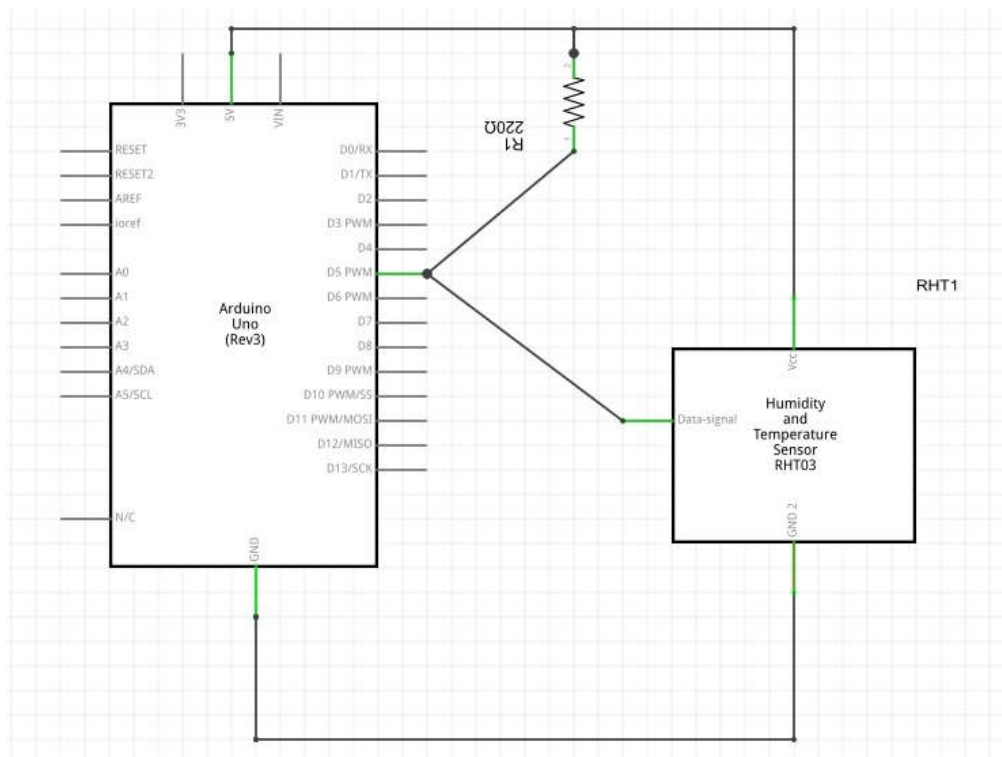 3V3
5V
VIN
RESET
RESET2
AREF
ioref
A0
A1
A2
A3
A4/SDA
A5/SCL
N/C
D0/RX
D1/TX
D2
D3 PWM
D4
D5 PWM
D6 PWM
D7
D8
D9 PWM
D10 PWM/SS
D11 PWM/MOSI
D12/MISO
D13/SCK
GND
Arduino
Uno
(Rev3)
2
1
R1
220Ω
RHT1
Vcc
Data-signal
Humidity
and
Temperature
Sensor
RHT03
GND 2